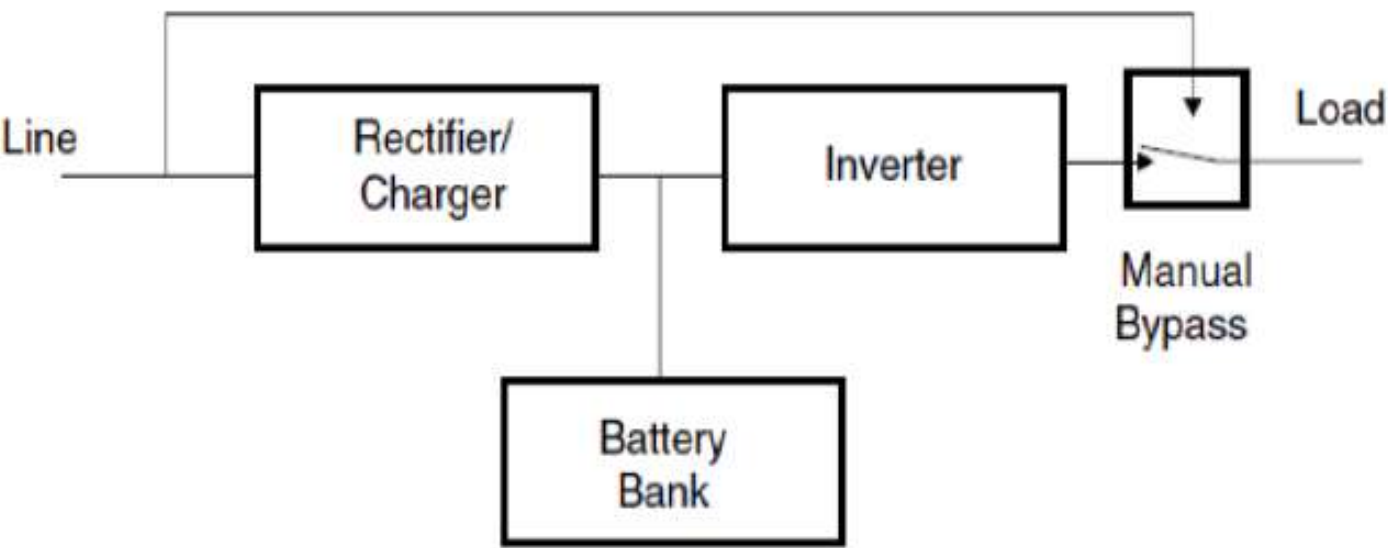 Line
Rectifier/
Charger
Inverter
Load
Manual
Bypass
Battery
Bank